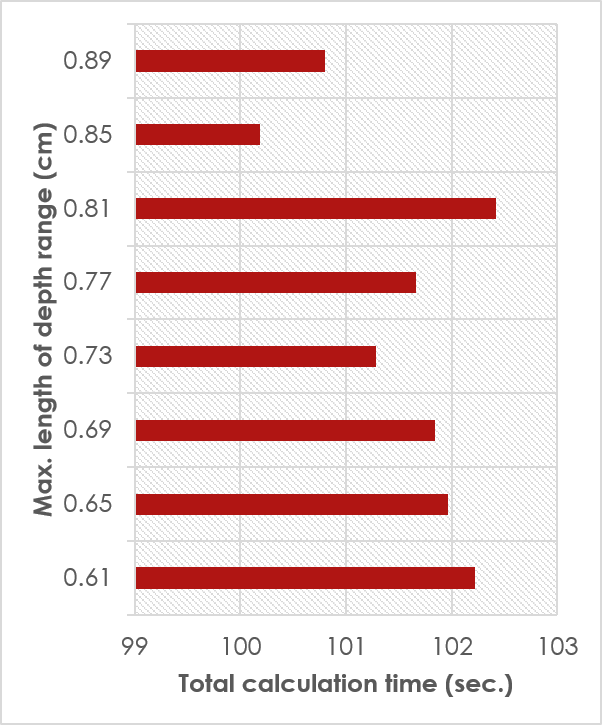 Max. length of depth range (cm)
0.89
0.85
0.81
0.77
0.73
0.69
0.65
0.61
99 100 101 102 103
Total calculation time (sec.)